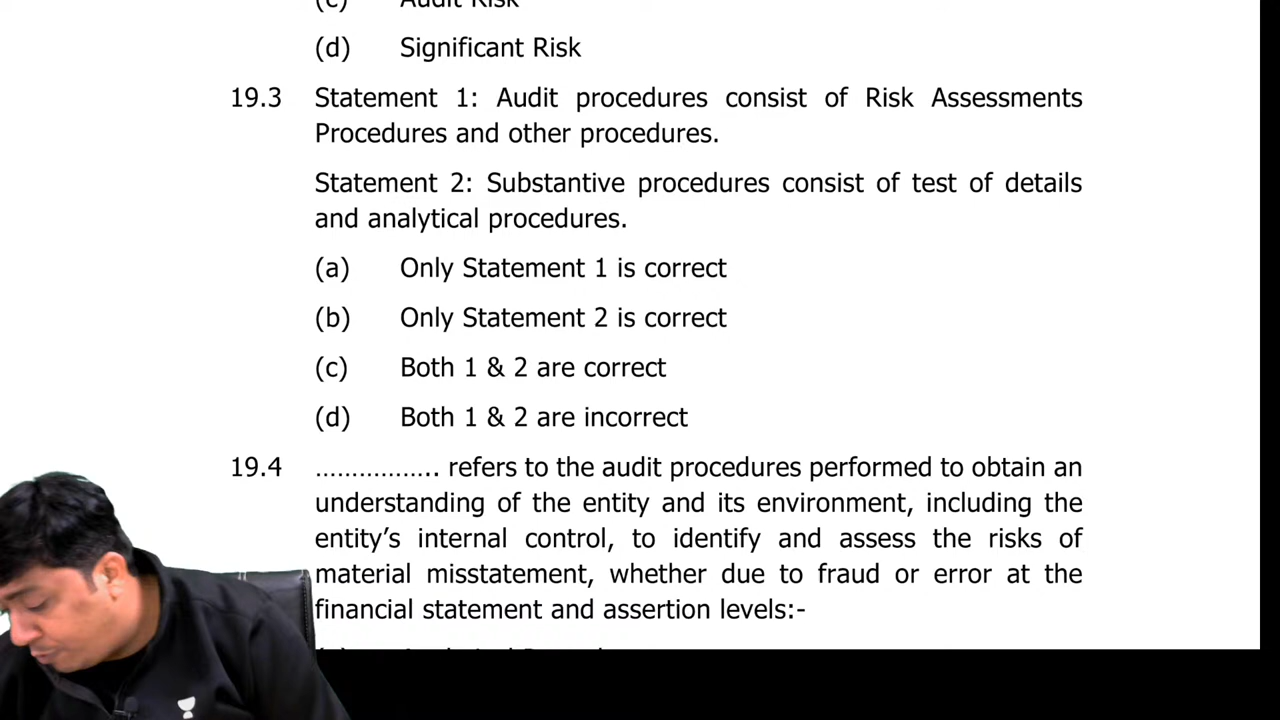 (c) Audit Risk
(d) Significant Risk
19.3 Statement 1: Audit procedures consist of Risk Assessments
Procedures and other procedures.
Statement 2: Substantive procedures consist of test of details
and analytical procedures.
(a) Only Statement 1 is correct
(b) Only Statement 2 is correct
(c) Both 1 & 2 are correct
(d) Both 1 & 2 are incorrect
19.4 …………….. refers to the audit procedures performed to obtain an
understanding of the entity and its environment, including the
entity’s internal control, to identify and assess the risks of
material misstatement, whether due to fraud or error at the
financial statement and assertion levels:-